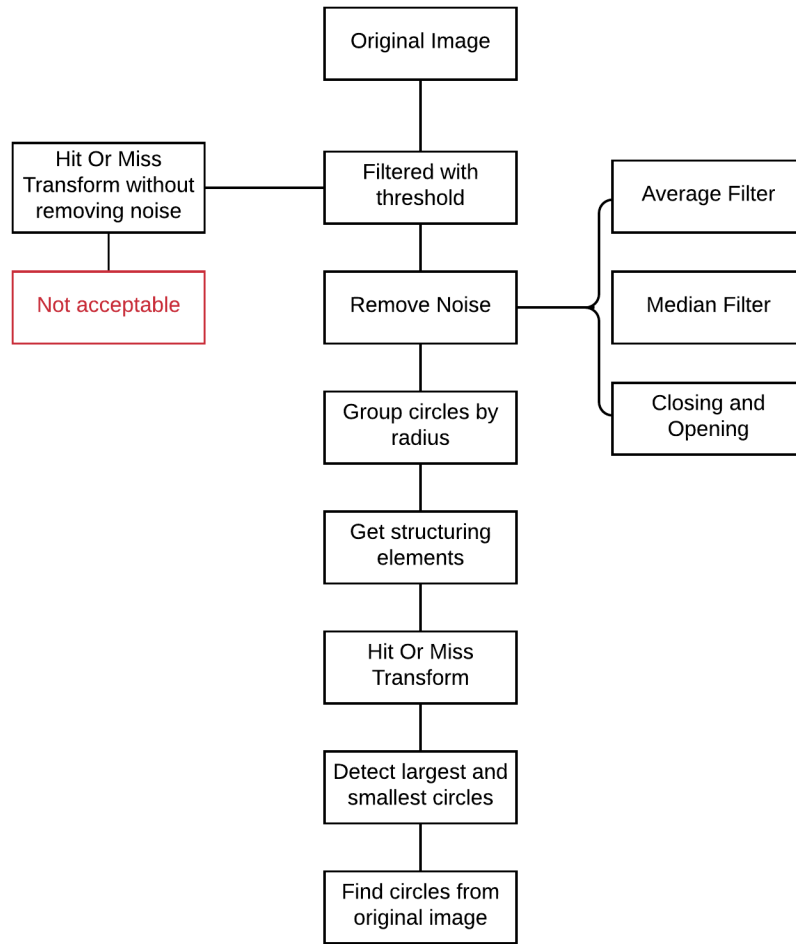 Original Image
Hit Or Miss
Transform without
removing noise
Filtered with
threshold
Average Filter
Not acceptable
Remove Noise
Median Filter
Group circles by
radius
Closing and
Opening
Get structuring
elements
Hit Or Miss
Transform
Detect largest and
smallest circles
Find circles from
original image